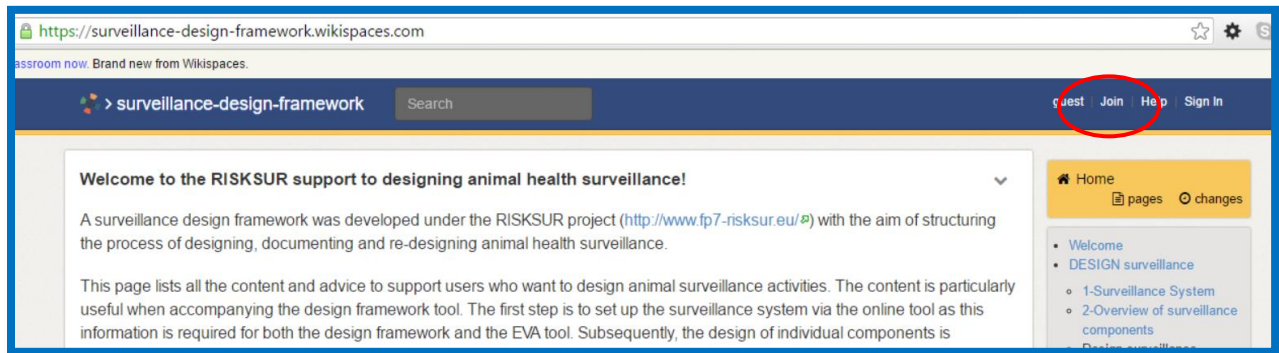 https://surveillance-design-framework.wikispaces.com
assroom now. Brand new from Wikispaces.
> surveillance-design-framework Search guest Join Help Sign In
Welcome to the RISKSUR support to designing animal health surveillance!
A surveillance design framework was developed under the RISKSUR project (http://www.fp7-risksur.eu/) with the aim of structuring
the process of designing, documenting and re-designing animal health surveillance.
This page lists all the content and advice to support users who want to design animal surveillance activities. The content is particularly
useful when accompanying the design framework tool. The first step is to set up the surveillance system via the online tool as this
information is required for both the design framework and the EVA tool. Subsequently, the design of individual components is
Home
pages changes
• Welcome
• DESIGN surveillance
1-Surveillance System
2-Overview of surveillance
components
Design surveillance